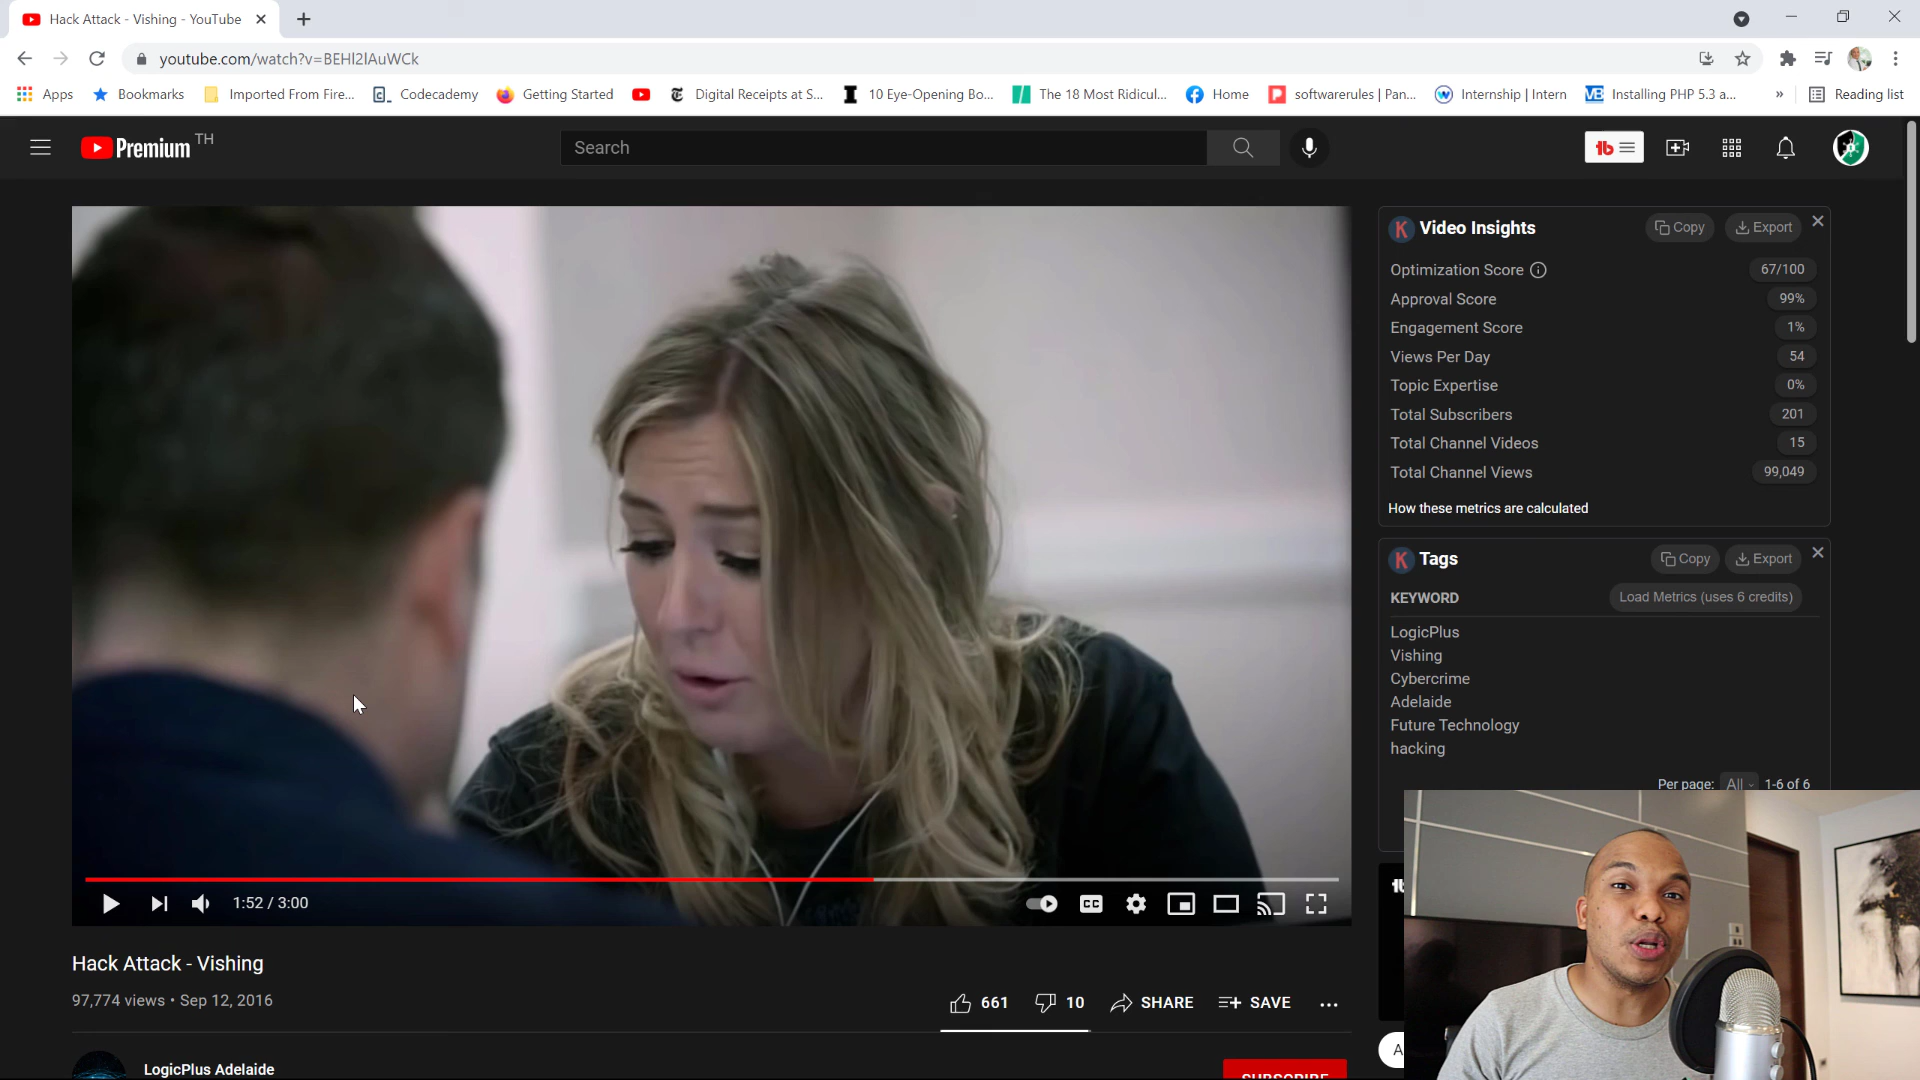 Hack Attack - Vishing - YouTube
youtube.com/watch?v=BEHl2lAuWCk
Apps Bookmarks Imported From Fire... Codecademy Getting Started Digital Receipts at S... 10 Eye-Opening Bo... The 18 Most Ridicul... Home softwarerules | Pan... Internship | Intern Installing PHP 5.3 a... » Reading list
Premium TH
Search
Video Insights Copy Export
Optimization Score 67/100
Approval Score 99%
Engagement Score 1%
Views Per Day 54
Topic Expertise 0%
Total Subscribers 201
Total Channel Videos 15
Total Channel Views 99,049
How these metrics are calculated
Tags Copy Export
KEYWORD Load Metrics (uses 6 credits)
LogicPlus
Vishing
Cybercrime
Adelaide
Future Technology
hacking
Per page: All 1-6 of 6
1:52 / 3:00
CC
Hack Attack - Vishing
97,774 views • Sep 12, 2016
661 10 SHARE SAVE
LogicPlus Adelaide
SUBSCRIBE